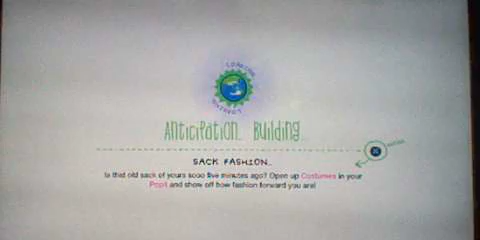 LOADING
Anticipation... Building...
SACK FASHION...
Is that old sack of yours sooo five minutes ago? Open up Costumes in your
Popit and show off how fashion forward you are!